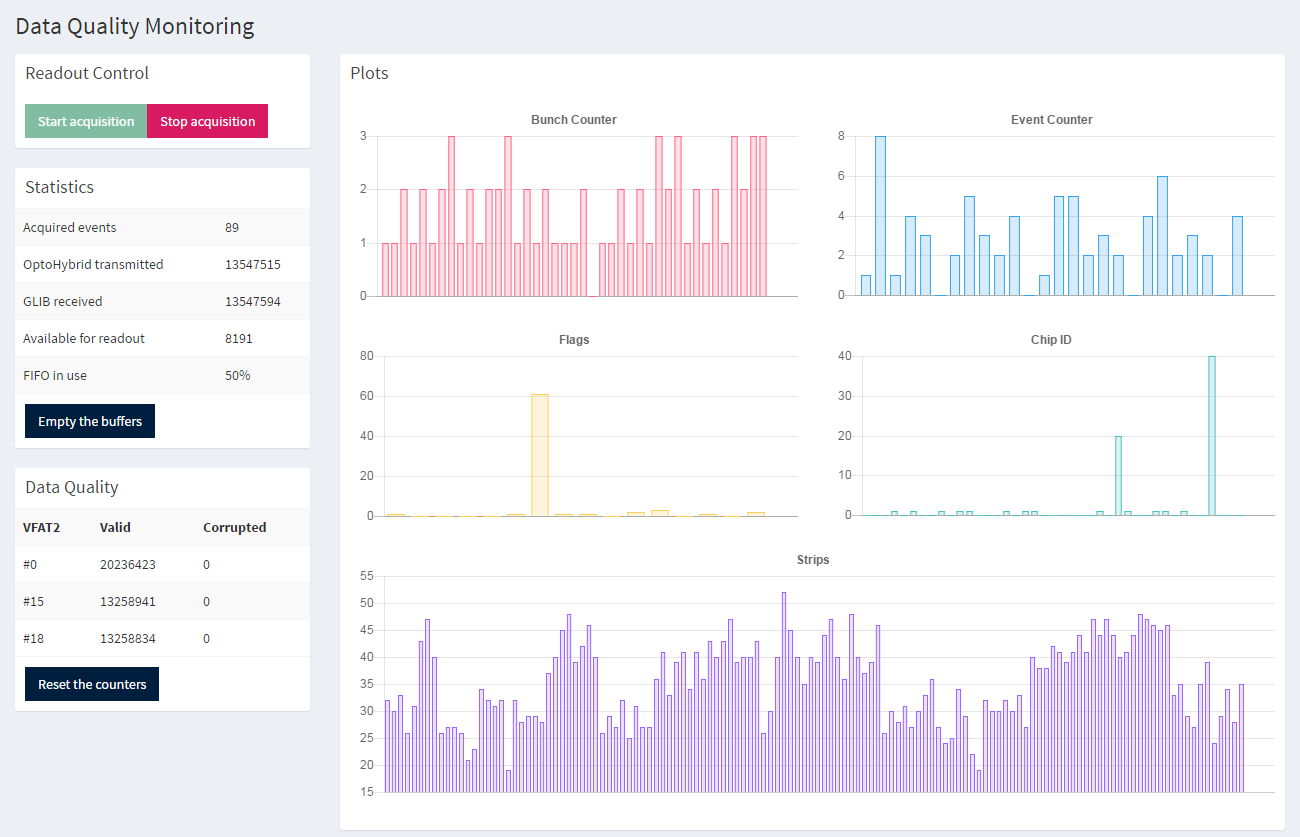 Data Quality Monitoring
Readout Control
Start acquisition Stop acquisition
Statistics
Acquired events 89
OptoHybrid transmitted 13547515
GLIB received 13547594
Available for readout 8191
FIFO in use 50%
Empty the buffers
Data Quality
VFAT2 Valid Corrupted
#0 20236423 0
#15 13258941 0
#18 13258834 0
Reset the counters
Plots
Bunch Counter
3
2
1
0
Event Counter
8
6
4
2
0
Flags
80
60
40
20
0
Chip ID
40
30
20
10
0
Strips
55
50
45
40
35
30
25
20
15